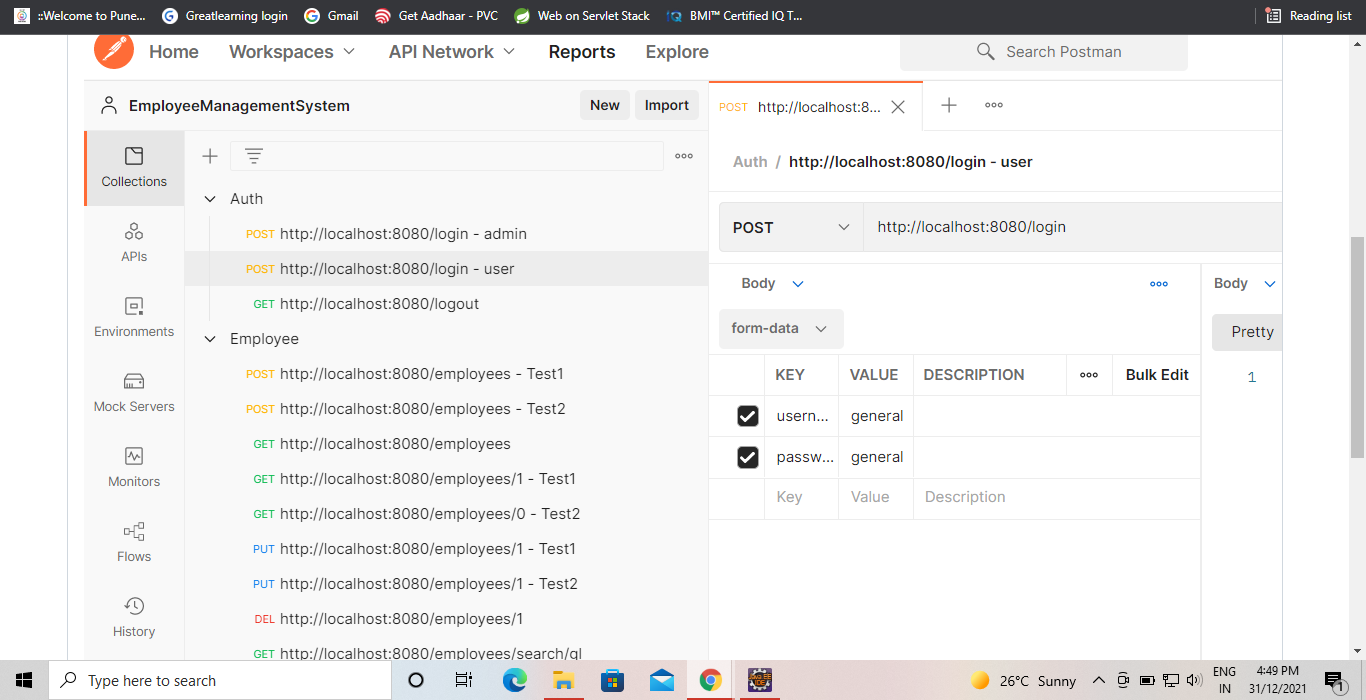 ::Welcome to Pune... Greatlearning login Gmail Get Aadhaar - PVC Web on Servlet Stack BMI™ Certified IQ T... Reading list
Home Workspaces API Network Reports Explore Search Postman
EmployeeManagementSystem New Import
POST http://localhost:8...
Collections
APIs
Environments
Mock Servers
Monitors
Flows
History
Auth
POST http://localhost:8080/login - admin
POST http://localhost:8080/login - user
GET http://localhost:8080/logout
Employee
POST http://localhost:8080/employees - Test1
POST http://localhost:8080/employees - Test2
GET http://localhost:8080/employees
GET http://localhost:8080/employees/1 - Test1
GET http://localhost:8080/employees/0 - Test2
PUT http://localhost:8080/employees/1 - Test1
PUT http://localhost:8080/employees/1 - Test2
DEL http://localhost:8080/employees/1
GET http://localhost:8080/employees/search/gl
Auth / http://localhost:8080/login - user
POST http://localhost:8080/login
Body
form-data
KEY VALUE DESCRIPTION Bulk Edit
usern... general
passw... general
Key Value Description
Body
Pretty
1
Type here to search
26°C Sunny
ENG
IN
4:49 PM
31/12/2021
1